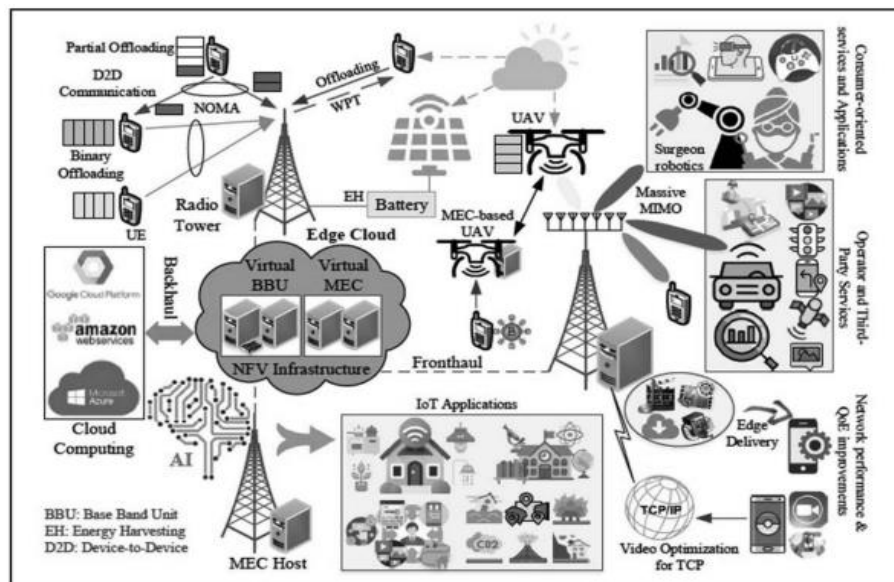 Partial Offloading
D2D
Communication
NOMA
Binary
Offloading
UE
Offloading
WPT
Radio
Tower
EH
Battery
UAV
MEC-based
UAV
Massive
MIMO
Surgeon
robotics
Consumer-oriented
services and Applications
Operator and Third-
Party Services
Network performance &
QoE improvements
Edge Cloud
Virtual
BBU
Virtual
MEC
NFV Infrastructure
Backhaul
Fronthaul
Google Cloud Platform
amazon
webservices
Microsoft
Azure
Cloud
Computing
AI
IoT Applications
CO2
Edge
Delivery
TCP/IP
Video Optimization
for TCP
BBU: Base Band Unit
EH: Energy Harvesting
D2D: Device-to-Device
MEC Host